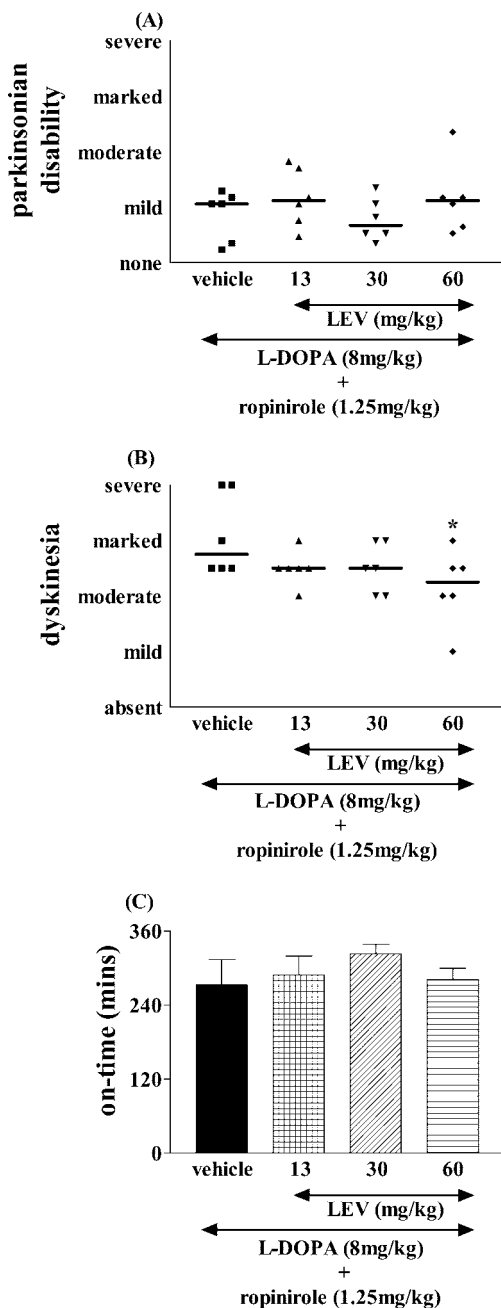 (A)
severe
marked
moderate
mild
none
parkinsonian
disability
vehicle 13 30 60
LEV (mg/kg)
L-DOPA (8mg/kg)
+
ropinirole (1.25mg/kg)
(B)
severe
marked
moderate
mild
absent
dyskinesia
*
vehicle 13 30 60
LEV (mg/kg)
L-DOPA (8mg/kg)
+
ropinirole (1.25mg/kg)
(C)
360
240
120
0
on-time (mins)
vehicle 13 30 60
LEV (mg/kg)
L-DOPA (8mg/kg)
+
ropinirole (1.25mg/kg)